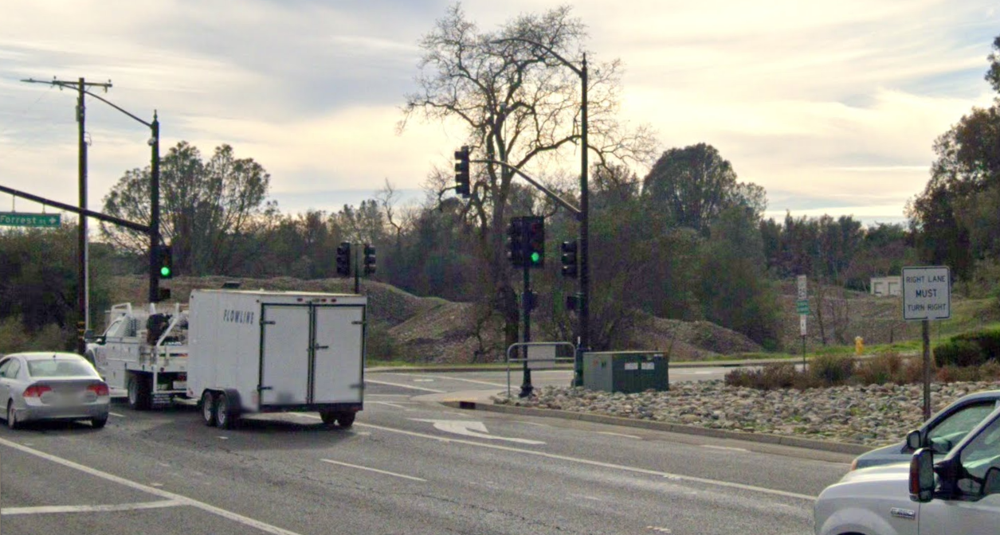 Forrest
FLOWLINE
RIGHT LANE
MUST
TURN RIGHT